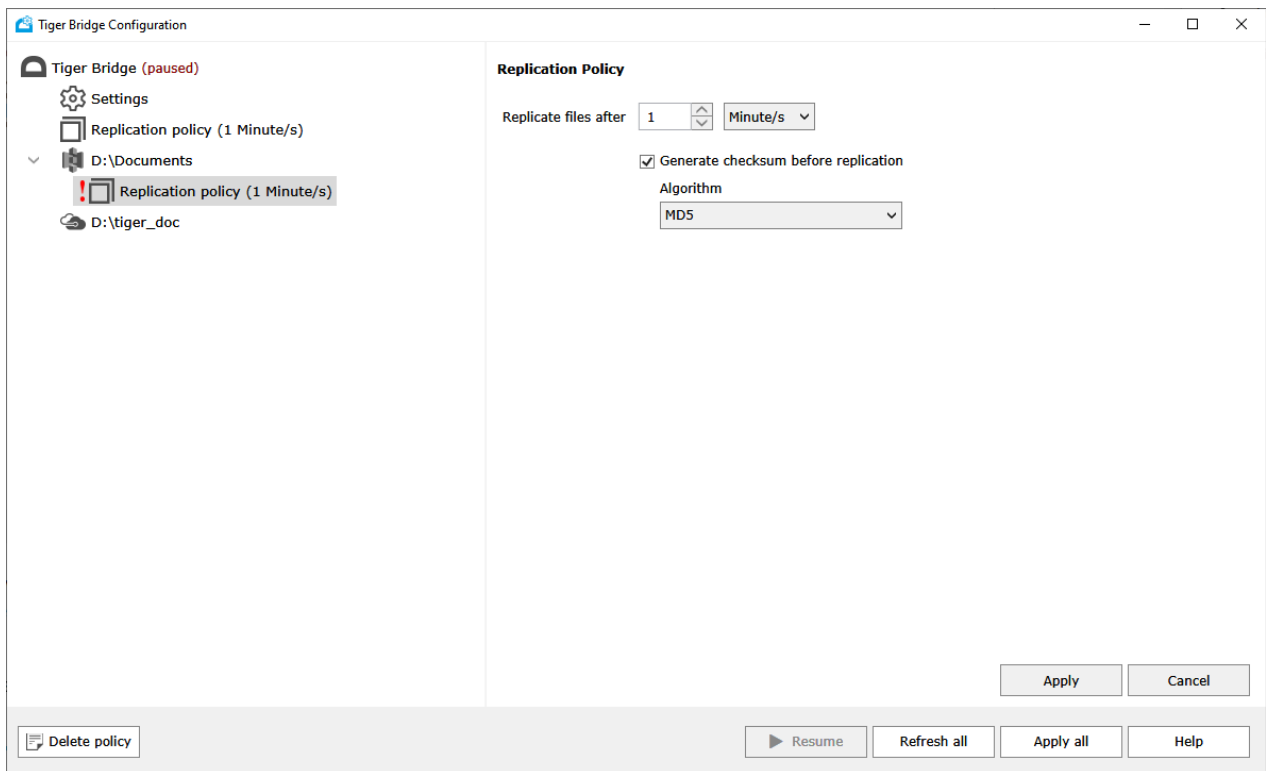 Tiger Bridge Configuration
Tiger Bridge (paused)
Settings
Replication policy (1 Minute/s)
D:\Documents
! Replication policy (1 Minute/s)
D:\tiger_doc
Replication Policy
Replicate files after 1 Minute/s
Generate checksum before replication
Algorithm
MD5
Apply Cancel
Delete policy Resume Refresh all Apply all Help